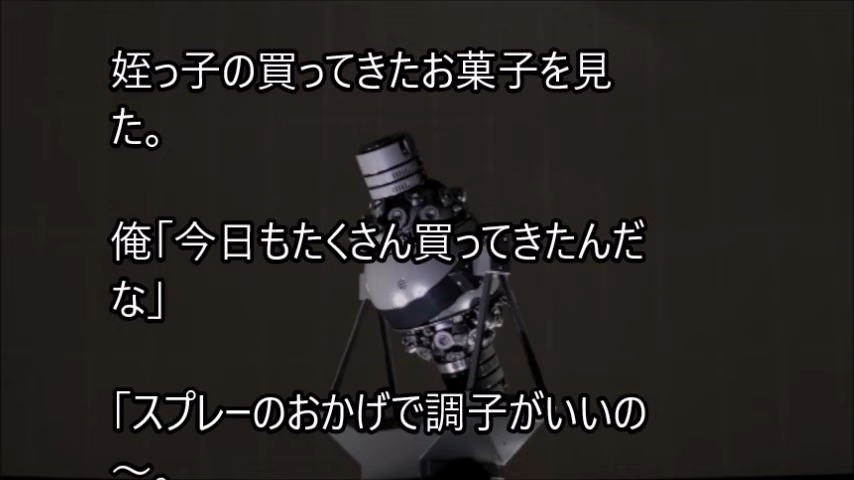 姪っ子の買ってきたお菓子を見
た。
俺「今日もたくさん買ってきたんだ
な」
「スプレーのおかげで調子がいいの
～。